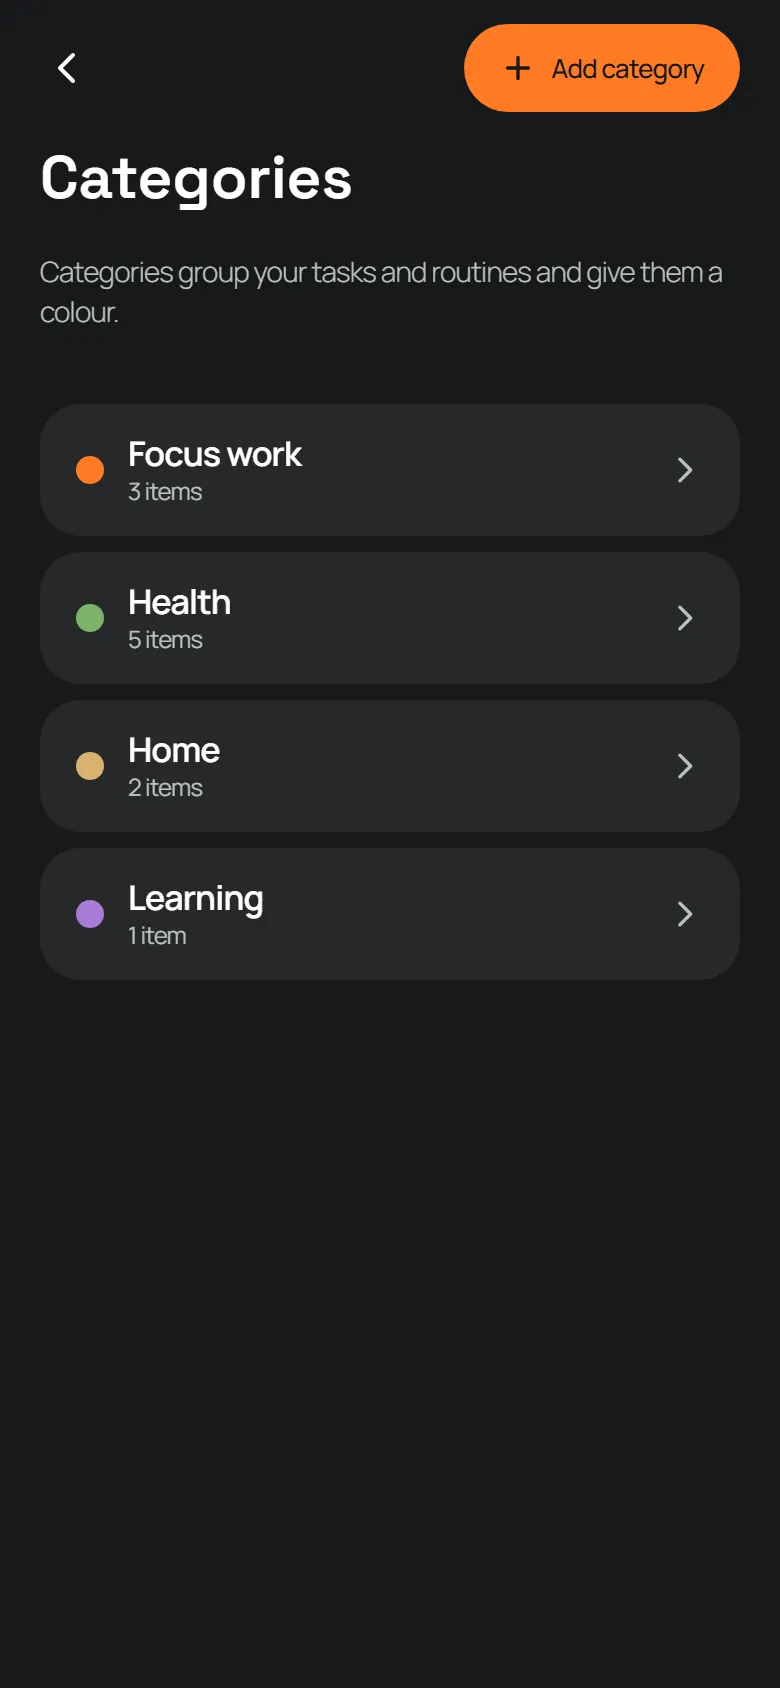 Add category
Categories
Categories group your tasks and routines and give them a
colour.
Focus work
3 items
Health
5 items
Home
2 items
Learning
1 item